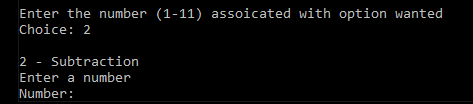 Enter the number (1-11) assoicated with option wanted
Choice: 2
2 - Subtraction
Enter a number
Number: